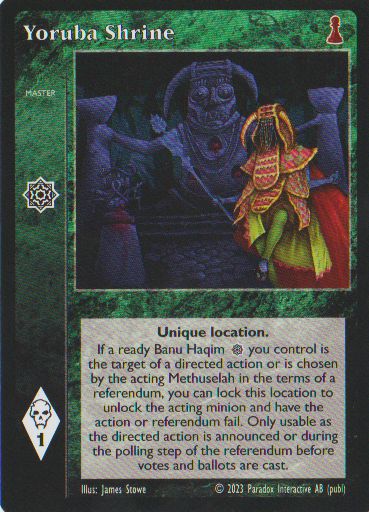 Yoruba Shrine
MASTER
1
Unique location.
If a ready Banu Haqim you control is
the target of a directed action or is chosen
by the acting Methuselah in the terms of a
referendum, you can lock this location to
unlock the acting minion and have the
action or referendum fail. Only usable as
the directed action is announced or during
the polling step of the referendum before
votes and ballots are cast.
Illus: James Stowe © 2023 Paradox Interactive AB (publ)